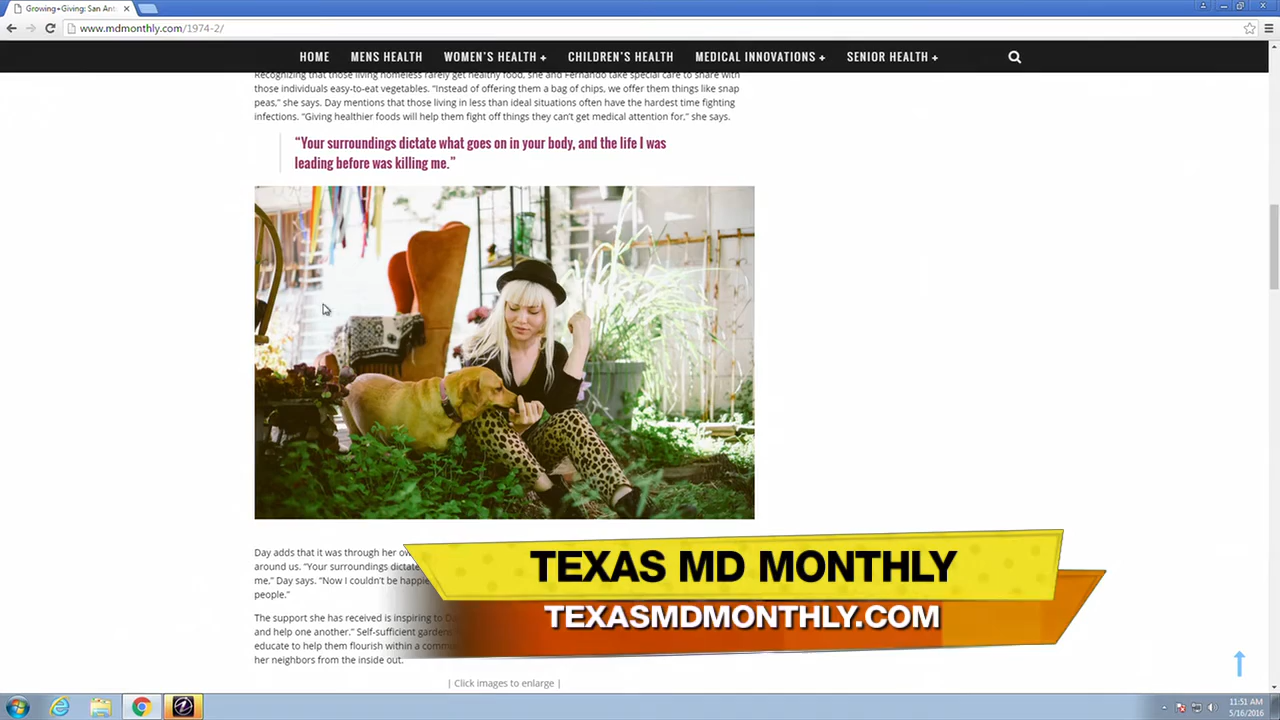 Growing+Giving: San Ant
www.mdmonthly.com/1974-2/
HOME MENS HEALTH WOMEN'S HEALTH + CHILDREN'S HEALTH MEDICAL INNOVATIONS + SENIOR HEALTH +
Recognizing that those living homeless rarely get healthy food, she and Fernando take special care to share with
those individuals easy-to-eat vegetables. “Instead of offering them a bag of chips, we offer them things like snap
peas,” she says. Day mentions that those living in less than ideal situations often have the hardest time fighting
infections. “Giving healthier foods will help them fight off things they can’t get medical attention for,” she says.
“Your surroundings dictate what goes on in your body, and the life I was
leading before was killing me.”
Day adds that it was through her
around us. “Your surroundings dictate
me,” Day says. “Now I couldn’t be
people.”
The support she has received is inspiring to
and help one another.” Self-sufficient
educate to help them flourish within a
her neighbors from the inside out.
TEXAS MD MONTHLY
TEXASMDMONTHLY.COM
| Click images to enlarge |
11:51 AM
5/16/2016